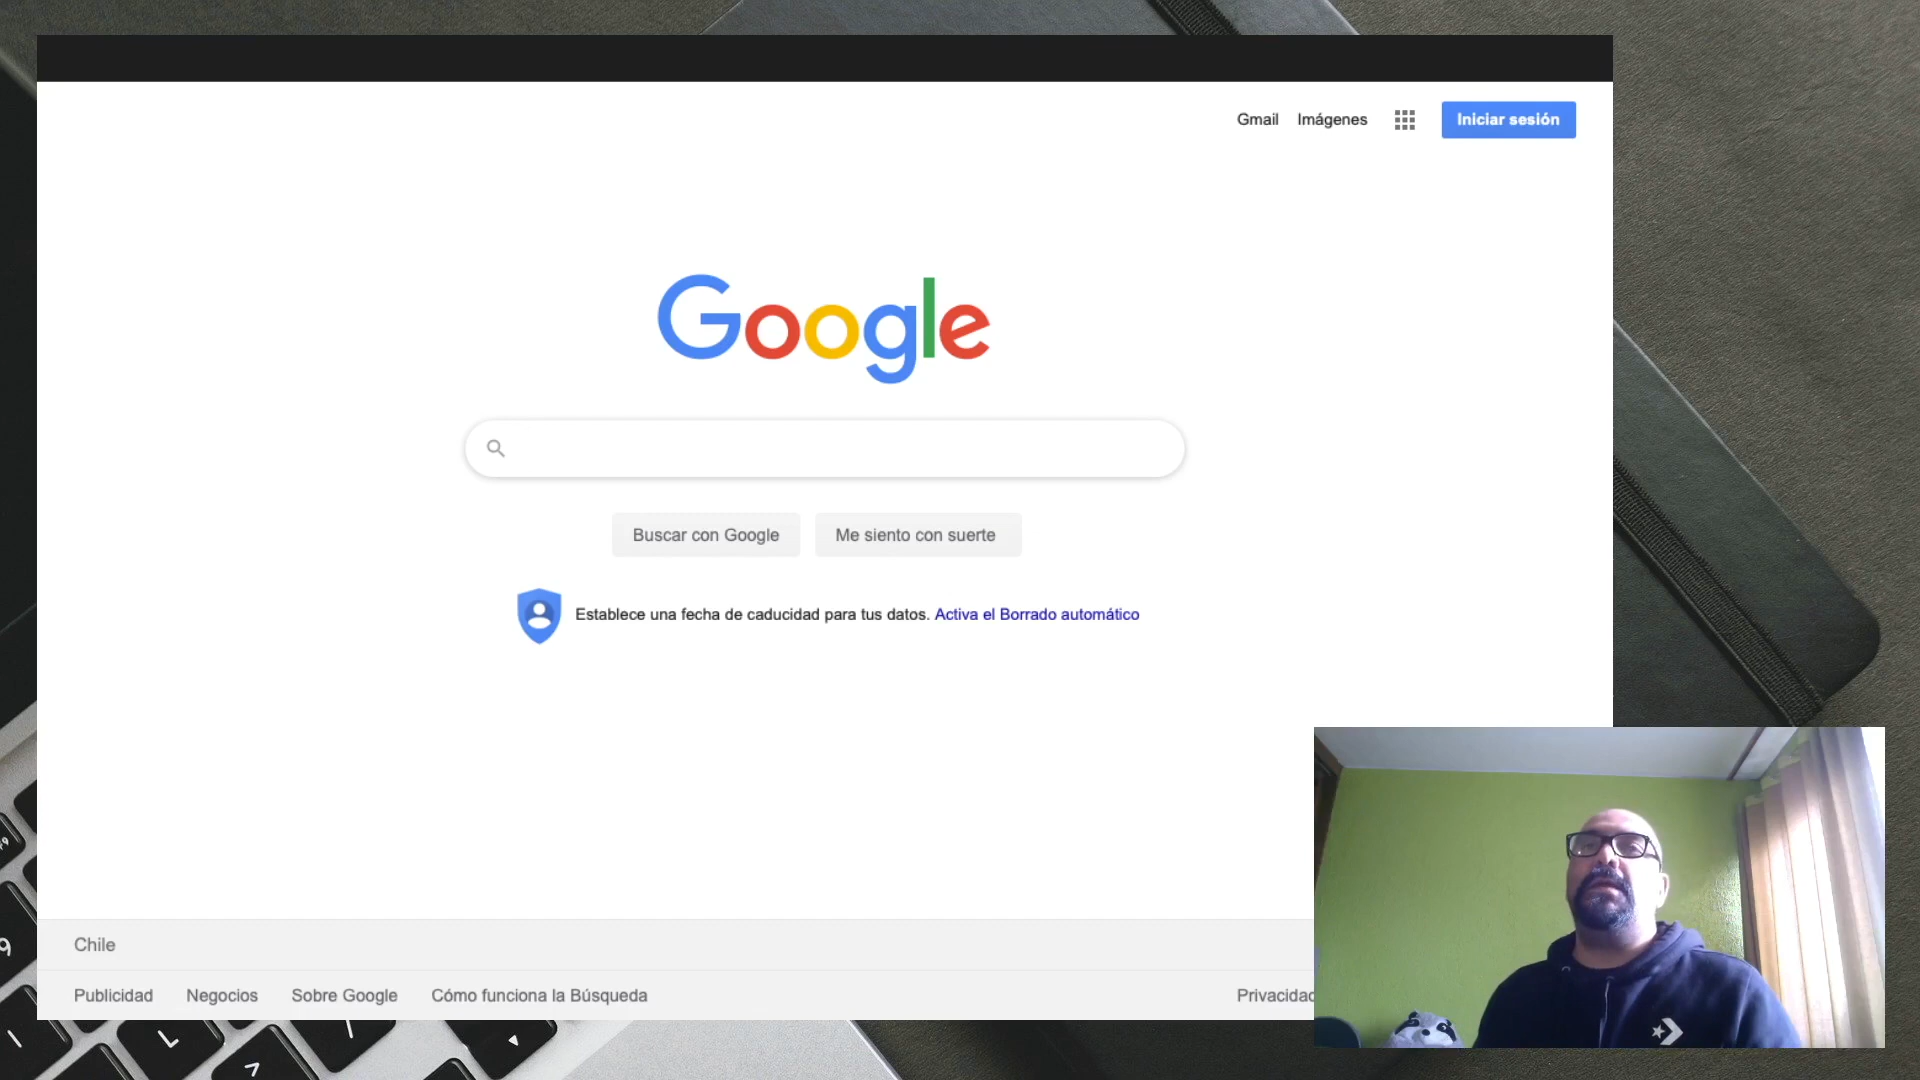 Gmail Imágenes Iniciar sesión
Google
Buscar con Google Me siento con suerte
Establece una fecha de caducidad para tus datos. Activa el Borrado automático
Chile
Publicidad Negocios Sobre Google Cómo funciona la Búsqueda
L
9